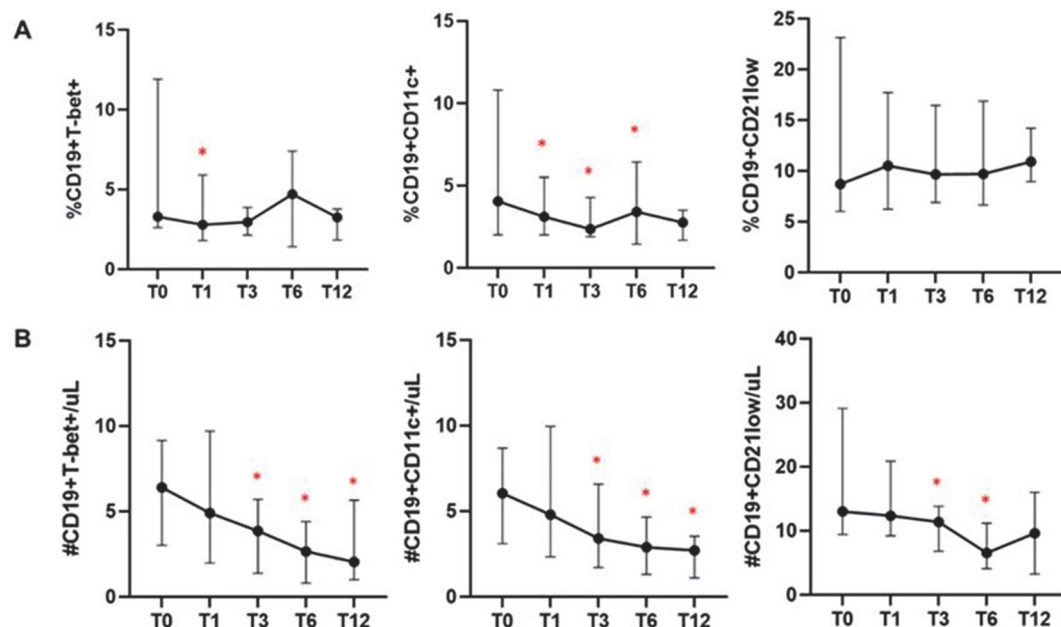 A
%CD19+T-bet+
15
10
5
0
T0 T1 T3 T6 T12
*
%CD19+CD11c+
15
10
5
0
T0 T1 T3 T6 T12
* * *
%CD19+CD21low
25
20
15
10
5
0
T0 T1 T3 T6 T12
B
#CD19+T-bet+/uL
15
10
5
0
T0 T1 T3 T6 T12
* * *
#CD19+CD11c+/uL
15
10
5
0
T0 T1 T3 T6 T12
* * *
#CD19+CD21low/uL
40
30
20
10
0
T0 T1 T3 T6 T12
* *